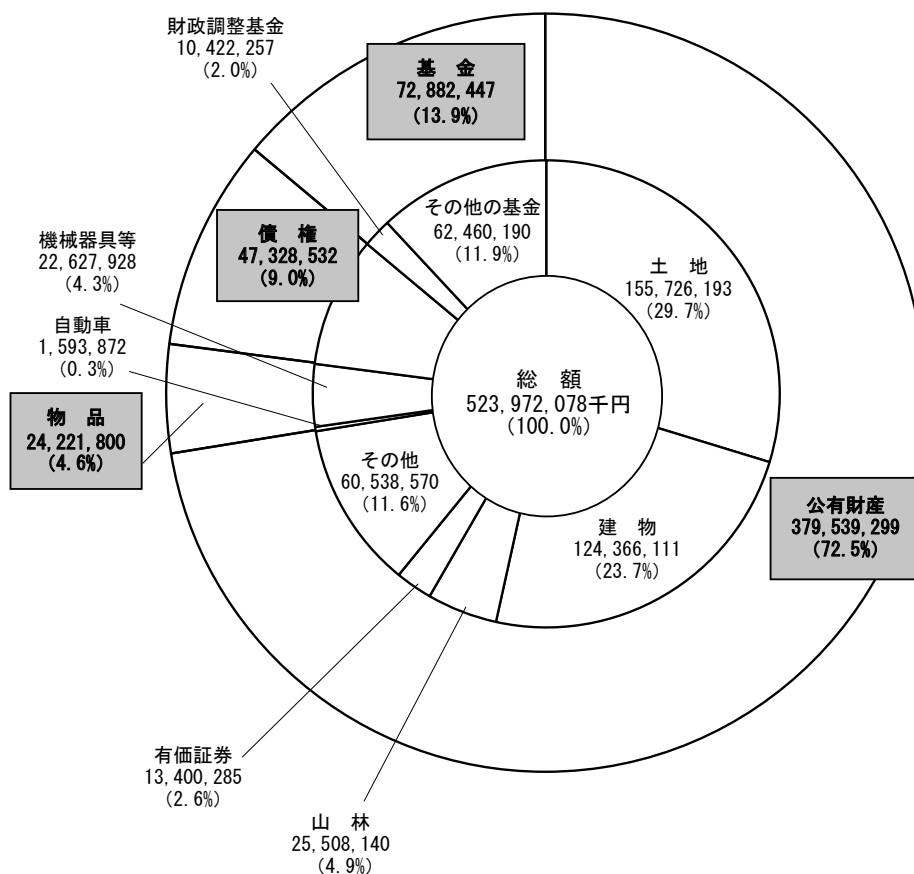 財政調整基金
10,422,257
(2.0%)
基 金
72,882,447
(13.9%)
その他の基金
62,460,190
(11.9%)
債 権
47,328,532
(9.0%)
機械器具等
22,627,928
(4.3%)
自動車
1,593,872
(0.3%)
物 品
24,221,800
(4.6%)
土 地
155,726,193
(29.7%)
総 額
523,972,078千円
(100.0%)
その他
60,538,570
(11.6%)
建 物
124,366,111
(23.7%)
公有財産
379,539,299
(72.5%)
有価証券
13,400,285
(2.6%)
山 林
25,508,140
(4.9%)